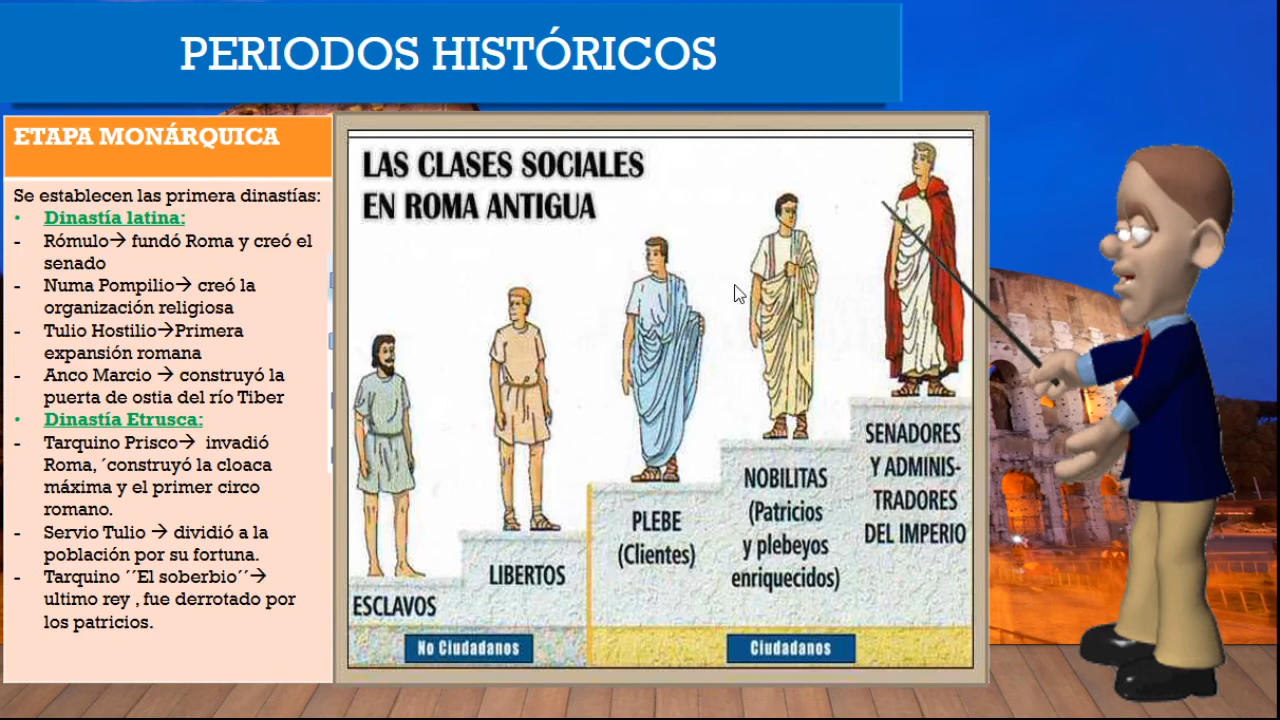 PERIODOS HISTÓRICOS
ETAPA MONÁRQUICA
Se establecen las primera dinastías:
• Dinastía latina:
- Rómulo→ fundó Roma y creó el
senado
- Numa Pompilio→ creó la
organización religiosa
- Tulio Hostilio→Primera
expansión romana
- Anco Marcio → construyó la
puerta de ostia del río Tiber
• Dinastía Etrusca:
- Tarquino Prisco→ invadió
Roma, ´construyó la cloaca
máxima y el primer circo
romano.
- Servio Tulio → dividió a la
población por su fortuna.
- Tarquino ´´El soberbio´´→
ultimo rey , fue derrotado por
los patricios.
LAS CLASES SOCIALES
EN ROMA ANTIGUA
ESCLAVOS
LIBERTOS
PLEBE
(Clientes)
NOBILITAS
(Patricios
y plebeyos
enriquecidos)
SENADORES
Y ADMINIS-
TRADORES
DEL IMPERIO
No Ciudadanos
Ciudadanos